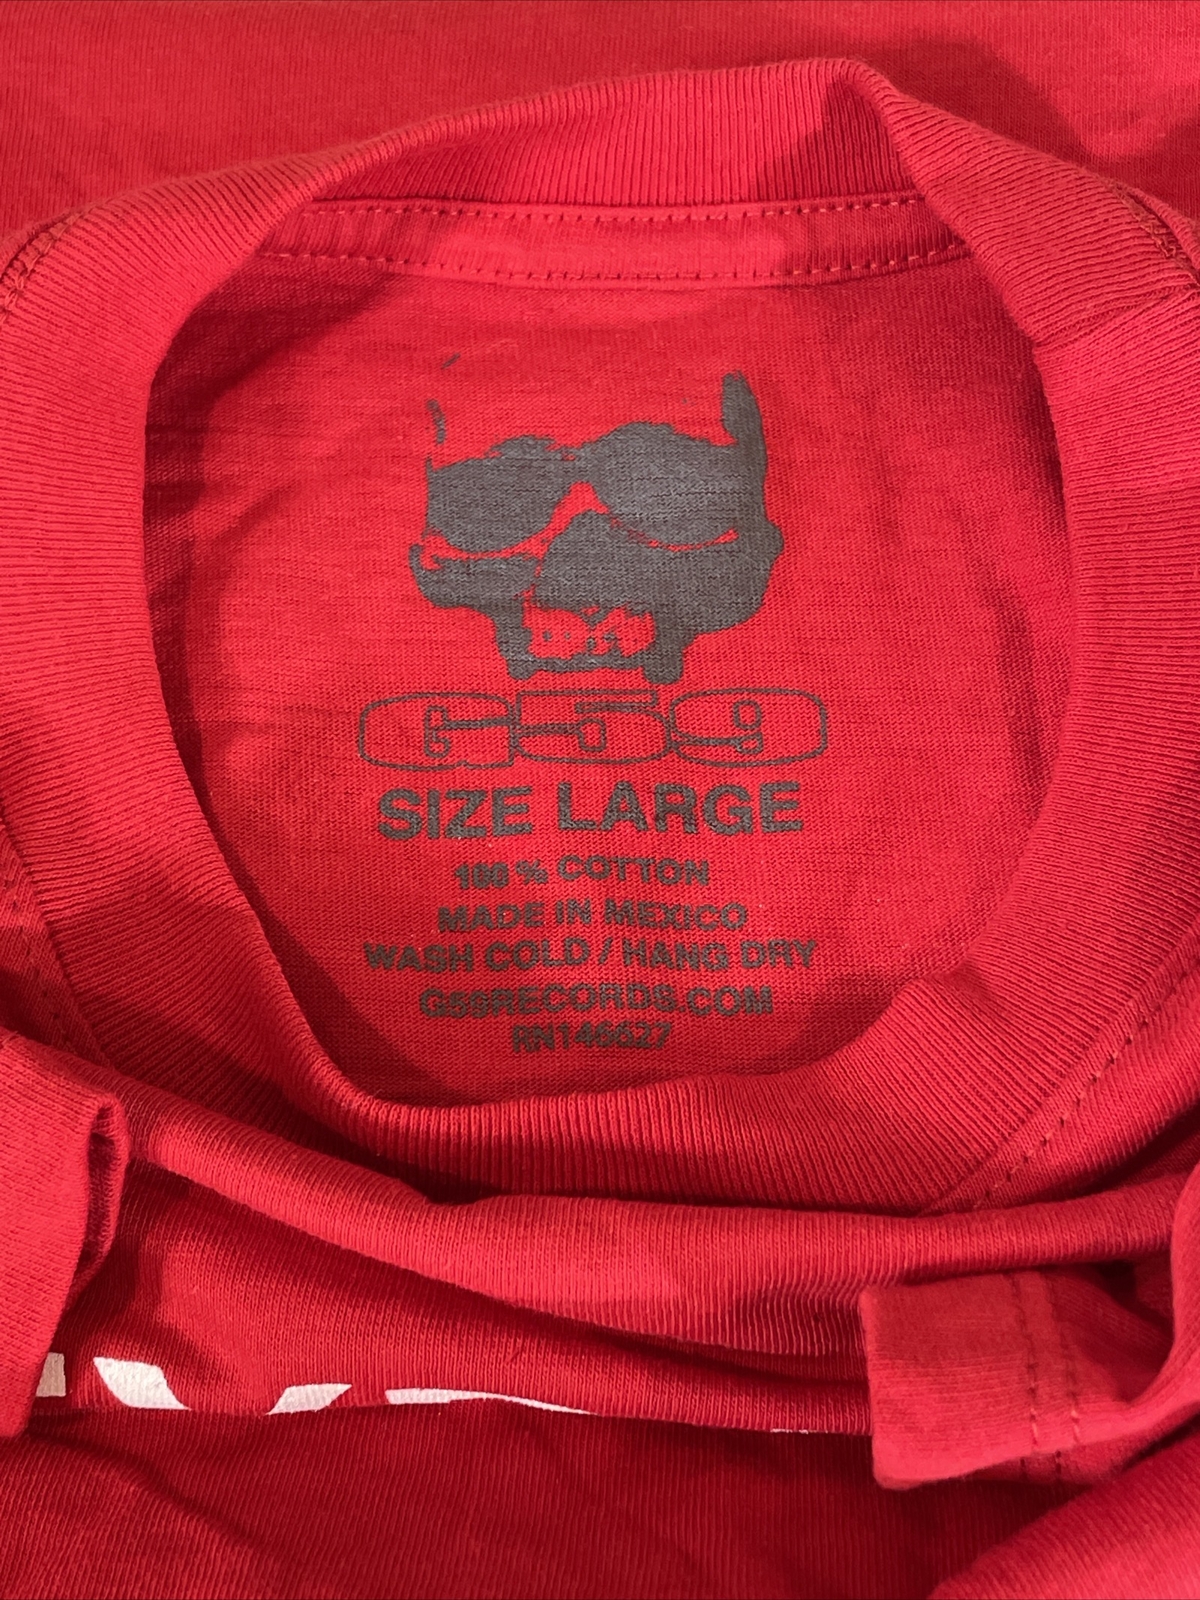 G59
SIZE LARGE
100 % COTTON
MADE IN MEXICO
WASH COLD / HANG DRY
G59RECORDS.COM
RN146627